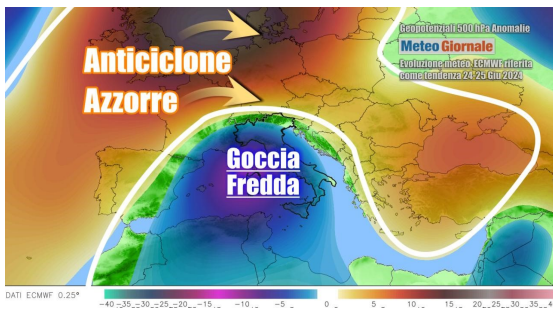 Geopotenziali 500 hPa Anomalie
Meteo Giornale
Evoluzione meteo ECMWF riferita
come tendenza 24-25 Giu 2024
Anticiclone
Azzorre
Goccia
Fredda
DATI ECMWF 0.25°
-40 -35 -30 -25 -20 -15 -10 -5 0 5 10 15 20 25 30 35 4